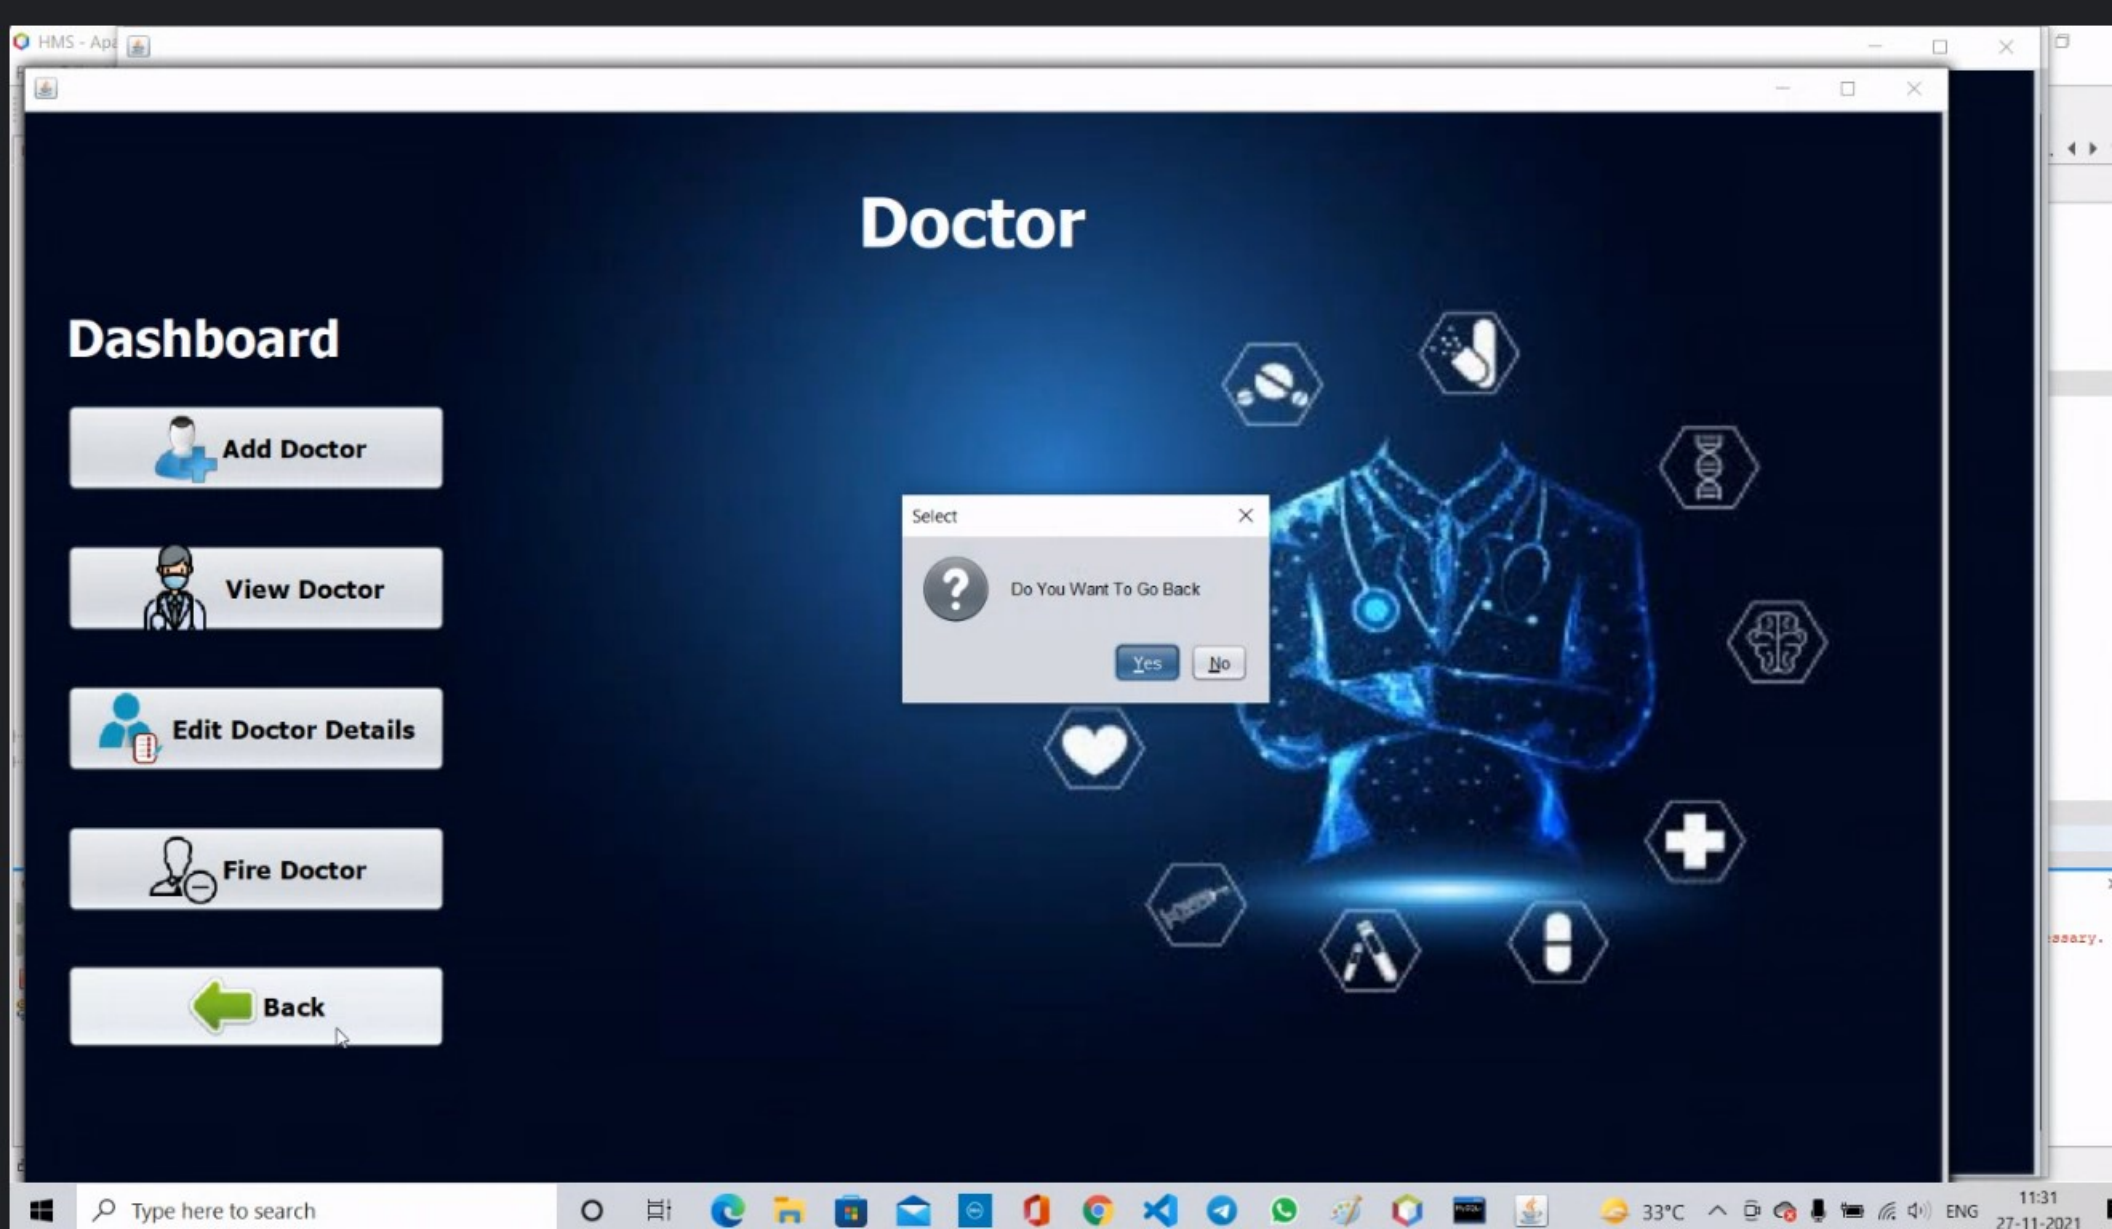 HMS - Apa
Doctor
Dashboard
Add Doctor
View Doctor
Edit Doctor Details
Fire Doctor
Back
Select
Do You Want To Go Back
Yes
No
ssary.
Type here to search
33°C
ENG
11:31
27-11-2021